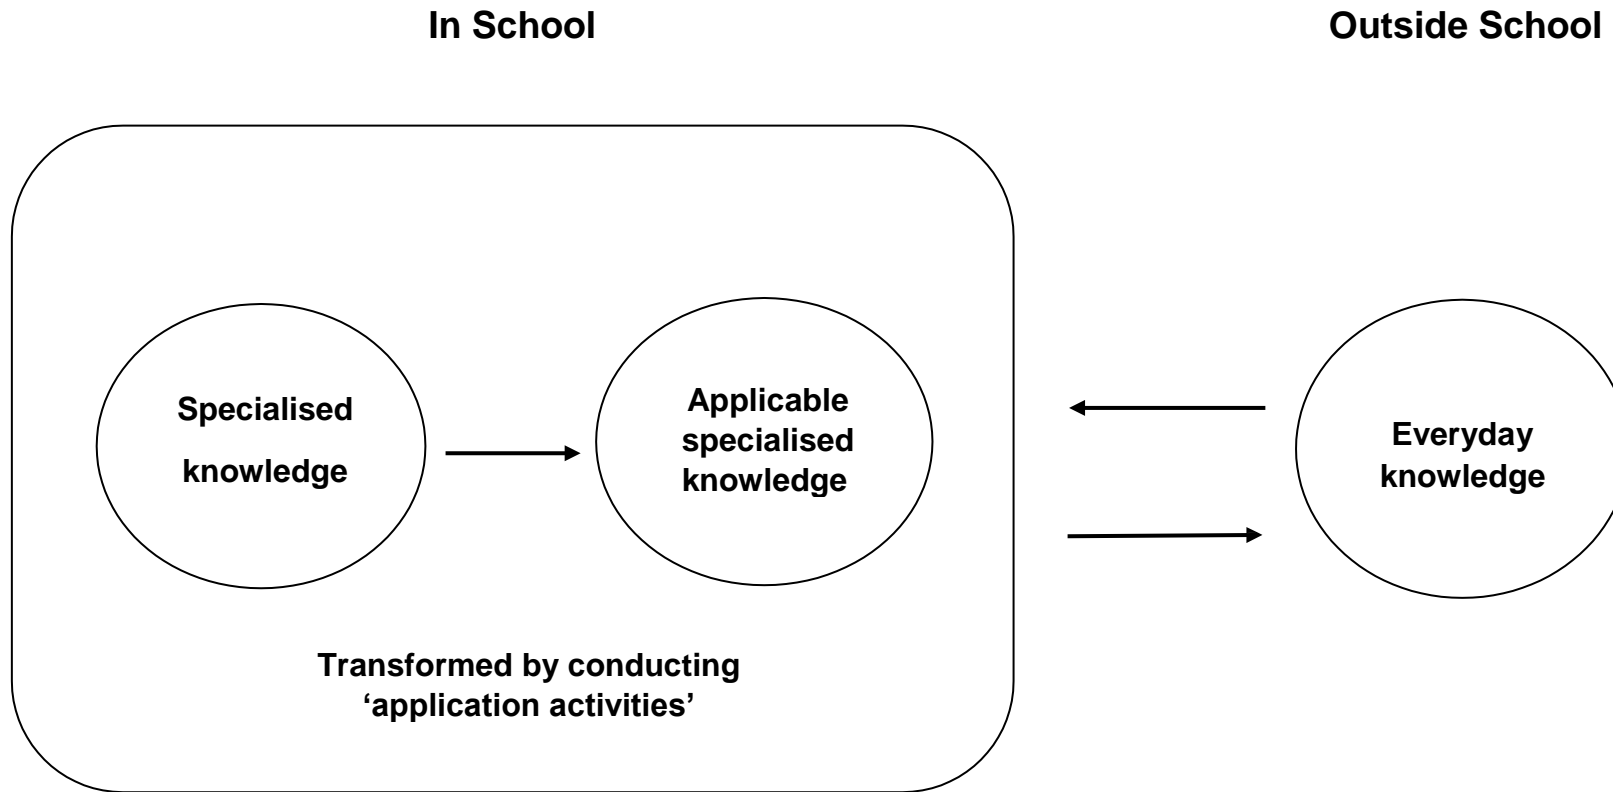 In School
Outside School
Specialised
knowledge
Applicable
specialised
knowledge
Everyday
knowledge
Transformed by conducting
‘application activities’